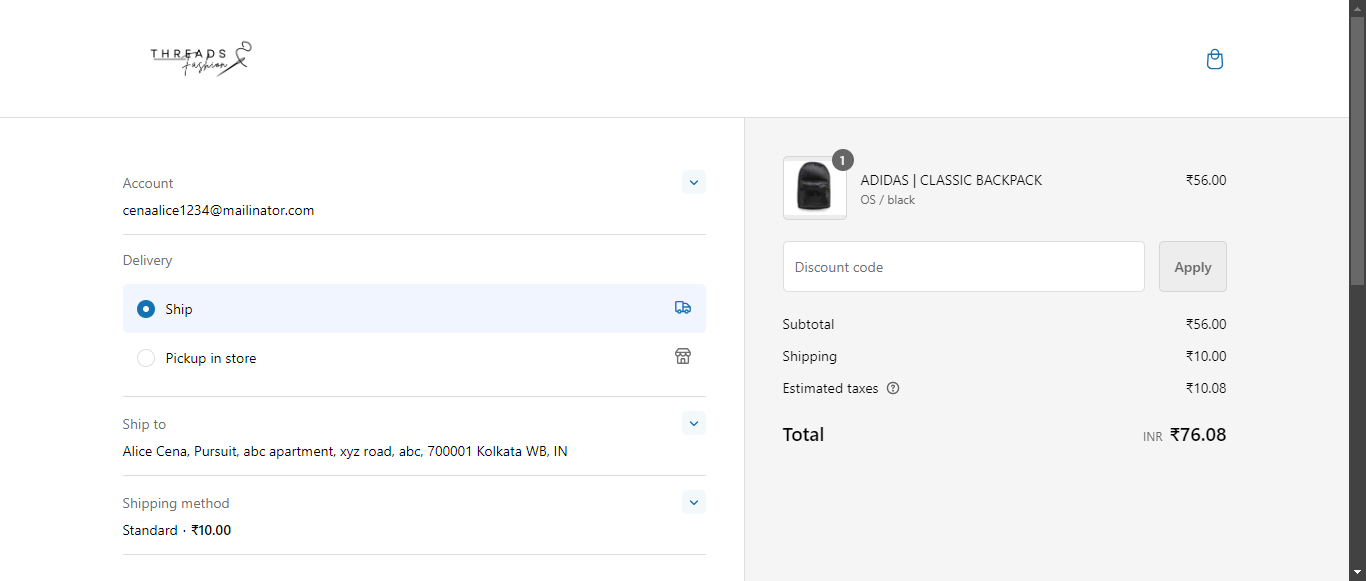 THREADS
Fashion
Account
cenaalice1234@mailinator.com
Delivery
Ship
Pickup in store
Ship to
Alice Cena, Pursuit, abc apartment, xyz road, abc, 700001 Kolkata WB, IN
Shipping method
Standard · ₹10.00
1
ADIDAS | CLASSIC BACKPACK ₹56.00
OS / black
Discount code Apply
Subtotal ₹56.00
Shipping ₹10.00
Estimated taxes ? ₹10.08
Total INR ₹76.08